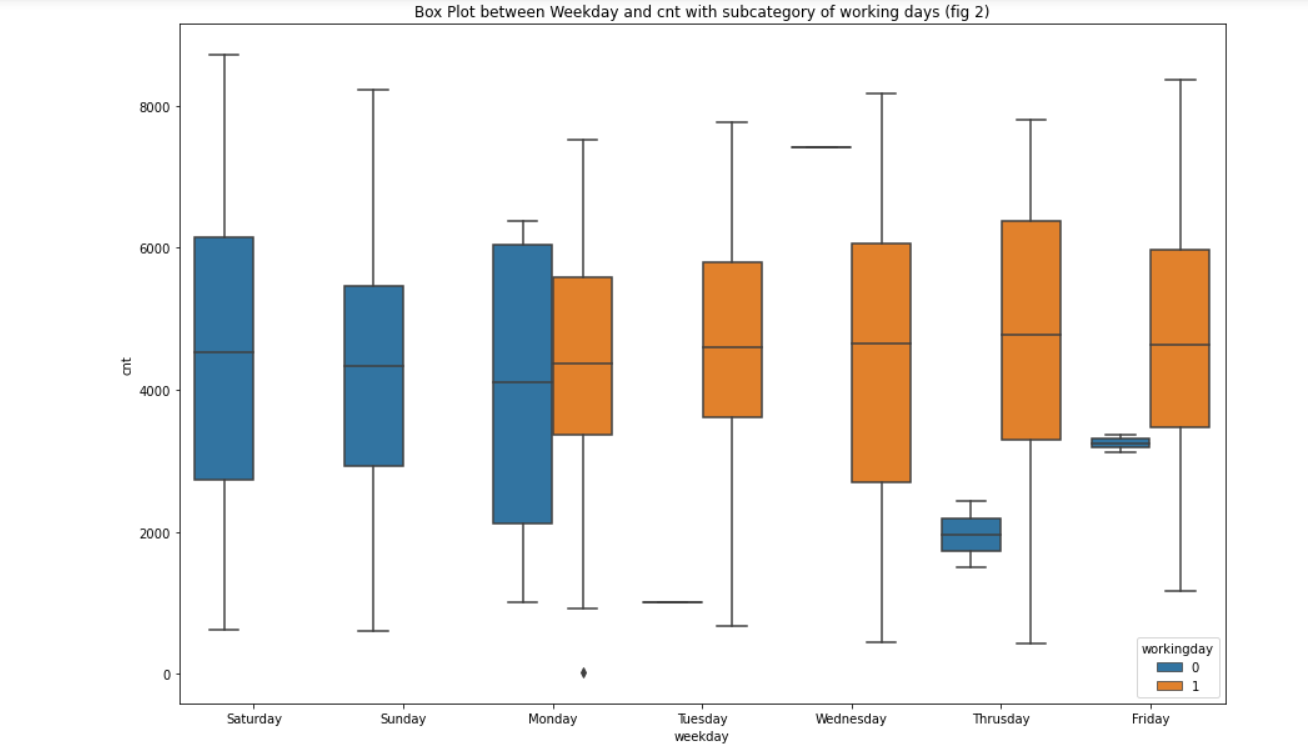 Box Plot between Weekday and cnt with subcategory of working days (fig 2)
8000
6000
4000
2000
0
cnt
workingday
0
1
Saturday Sunday Monday Tuesday Wednesday Thrusday Friday
weekday